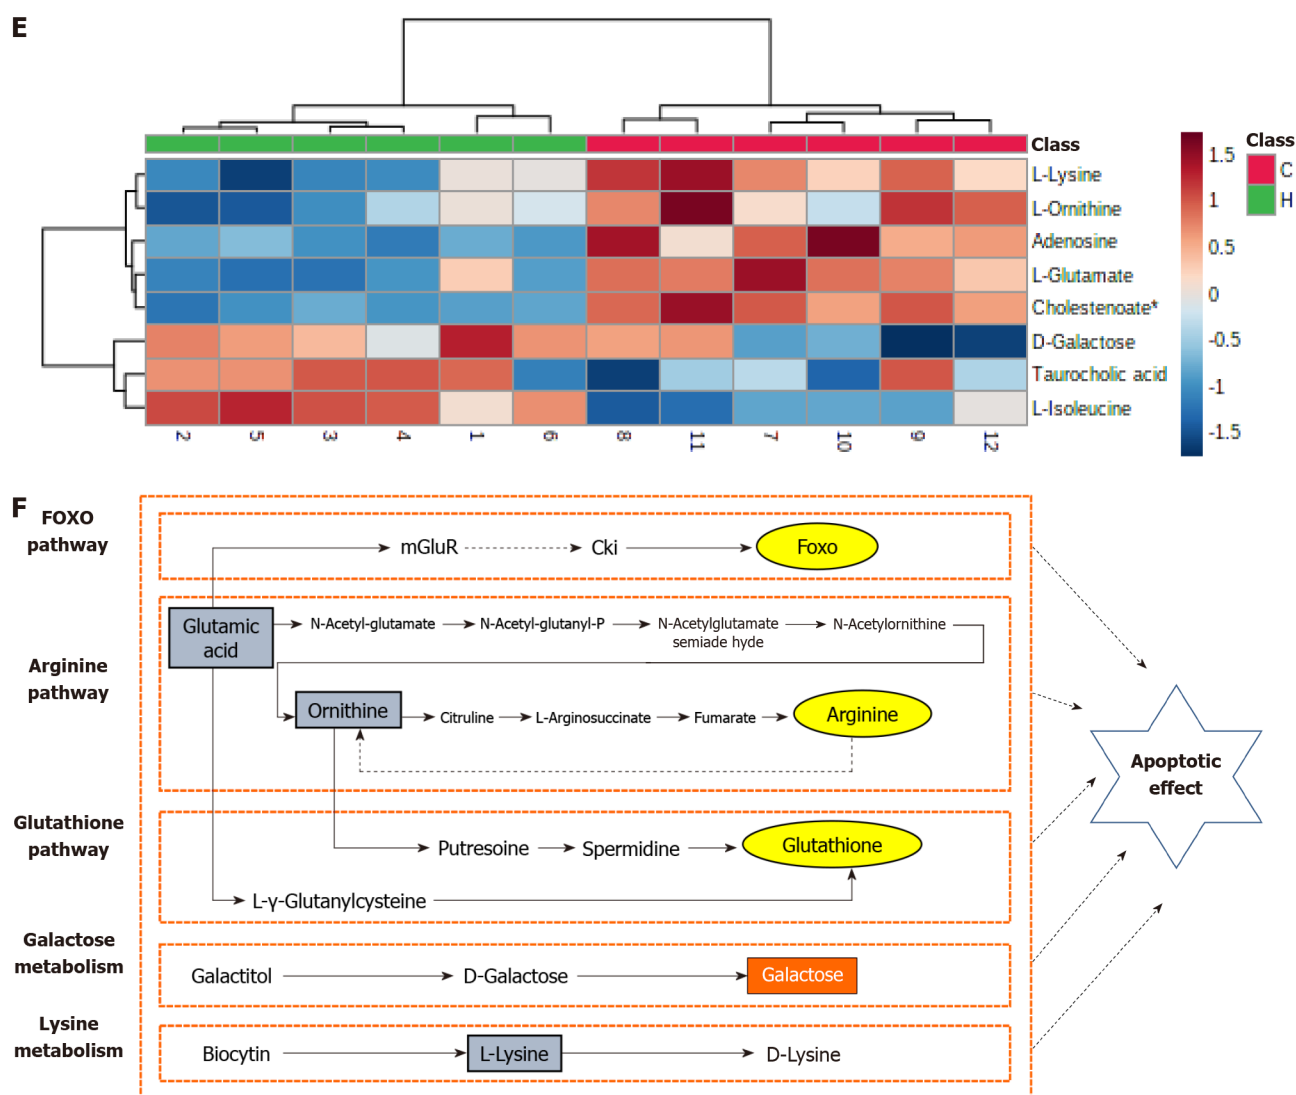 E
Class
L-Lysine
L-Ornithine
Adenosine
L-Glutamate
Cholestenoate*
D-Galactose
Taurocholic acid
L-Isoleucine
2 5 3 4 1 6 8 11 7 10 9 12
1.5
1
0.5
0
-0.5
-1
-1.5
Class
C
H
F
FOXO
pathway
mGluR
Cki
Foxo
Arginine
pathway
Glutamic
acid
N-Acetyl-glutamate
N-Acetyl-glutanyl-P
N-Acetylglutamate
semiade hyde
N-Acetylornithine
Ornithine
Citruline
L-Arginosuccinate
Fumarate
Arginine
Glutathione
pathway
Putresoine
Spermidine
Glutathione
L-γ-Glutanylcysteine
Galactose
metabolism
Galactitol
D-Galactose
Galactose
Lysine
metabolism
Biocytin
L-Lysine
D-Lysine
Apoptotic
effect